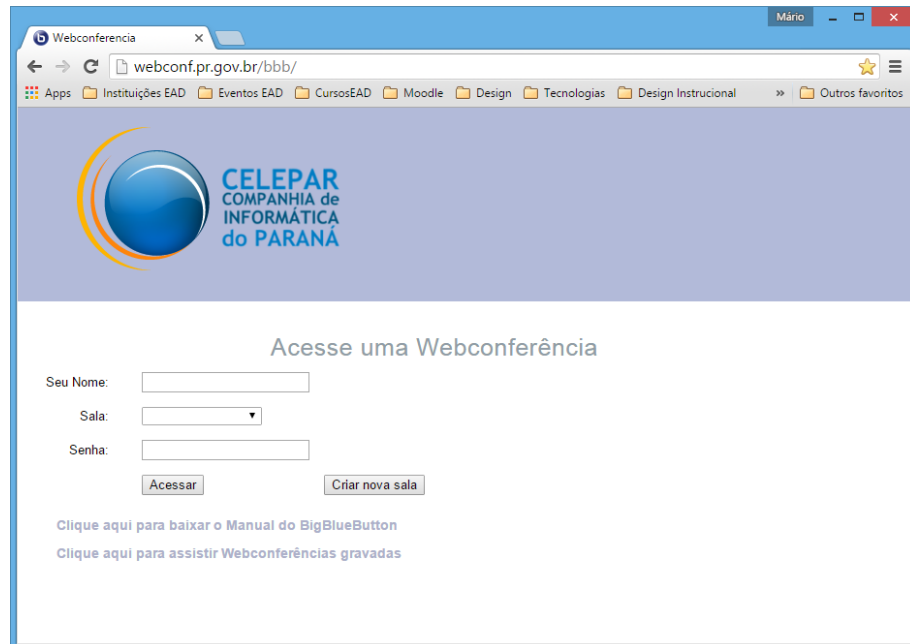 Mário
Webconferencia
webconf.pr.gov.br/bbb/
Apps Instituições EAD Eventos EAD CursosEAD Moodle Design Tecnologias Design Instrucional » Outros favoritos
CELEPAR
COMPANHIA de
INFORMÁTICA
do PARANÁ
Acesse uma Webconferência
Seu Nome:
Sala:
Senha:
Acessar Criar nova sala
Clique aqui para baixar o Manual do BigBlueButton
Clique aqui para assistir Webconferências gravadas